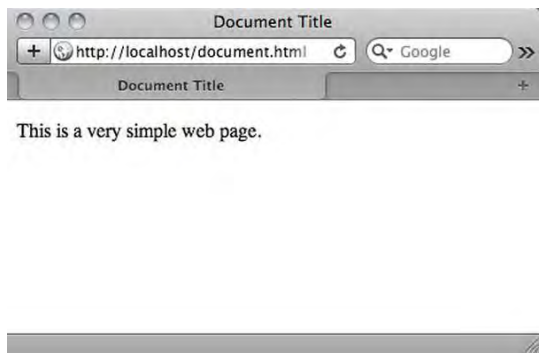 Document Title
+ http://localhost/document.html Google »
Document Title +
This is a very simple web page.